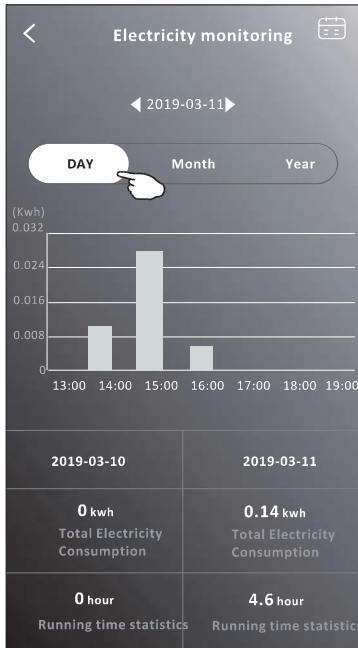 Electricity monitoring
2019-03-11
DAY Month Year
(Kwh)
0.032
0.024
0.016
0.008
0
13:00 14:00 15:00 16:00 17:00 18:00 19:00
2019-03-10 2019-03-11
0 kwh 0.14 kwh
Total Electricity Total Electricity
Consumption Consumption
0 hour 4.6 hour
Running time statistics Running time statistics